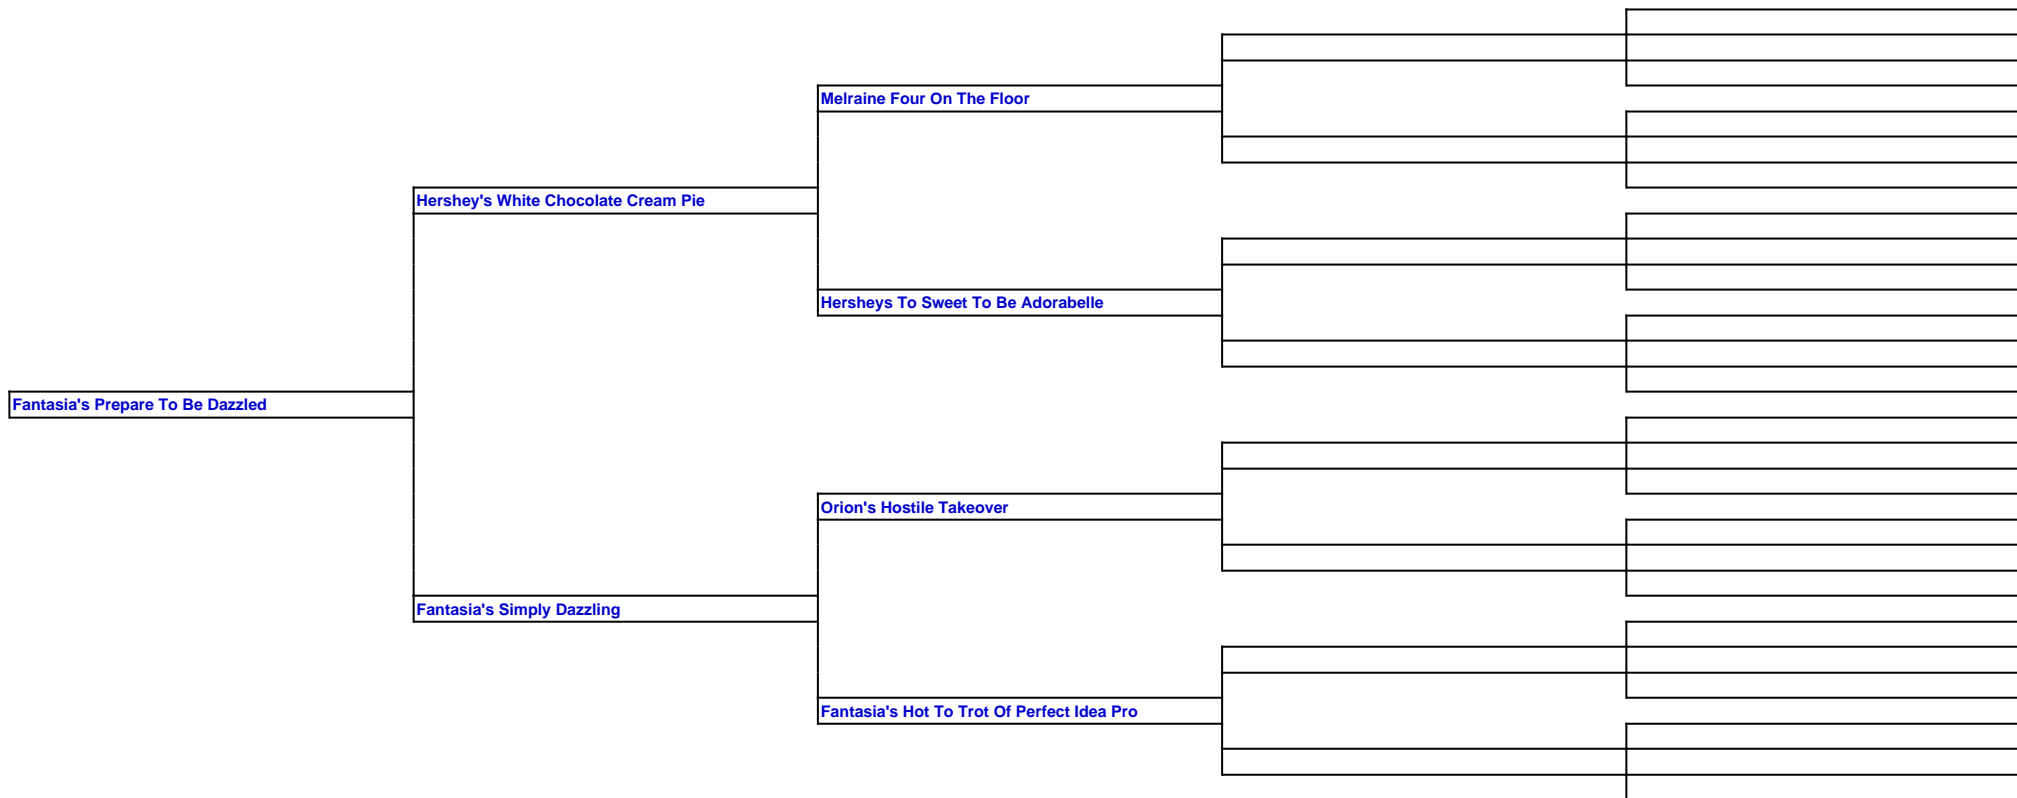 Melraine Four On The Floor
Hershey's White Chocolate Cream Pie
Hersheys To Sweet To Be Adorabelle
Fantasia's Prepare To Be Dazzled
Orion's Hostile Takeover
Fantasia's Simply Dazzling
Fantasia's Hot To Trot Of Perfect Idea Pro